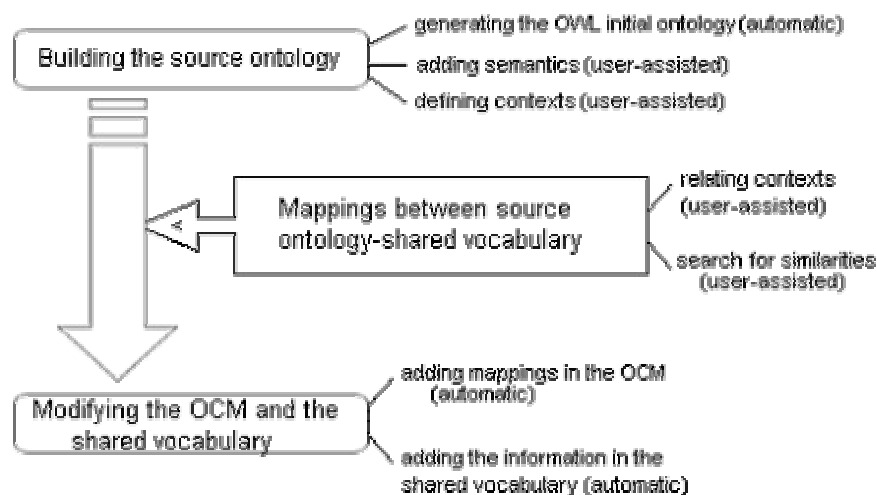 generating the OWL initial ontology (automatic)
Building the source ontology
adding semantics (user-assisted)
defining contexts (user-assisted)
relating contexts
(user-assisted)
Mappings between source
ontology-shared vocabulary
search for similarities
(user-assisted)
adding mappings in the OCM
(automatic)
Modifying the OCM and the
shared vocabulary
adding the information in the
shared vocabulary (automatic)